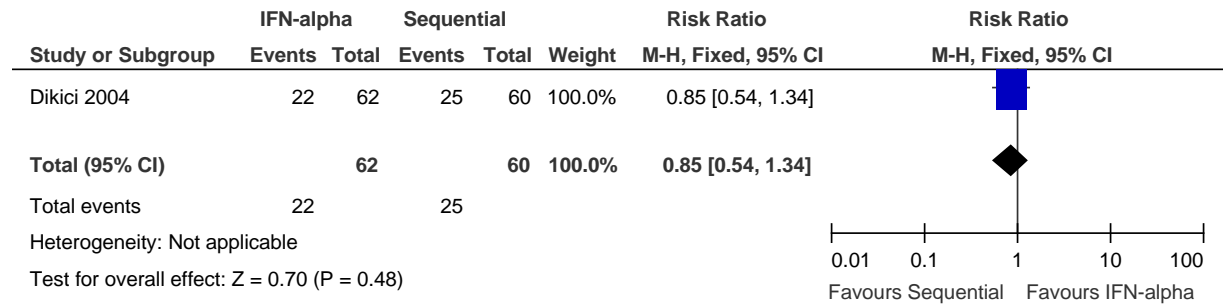 IFN-alpha Sequential Risk Ratio Risk Ratio
Study or Subgroup Events Total Events Total Weight M-H, Fixed, 95% CI M-H, Fixed, 95% CI
Dikici 2004 22 62 25 60 100.0% 0.85 [0.54, 1.34]
Total (95% CI) 62 60 100.0% 0.85 [0.54, 1.34]
Total events 22 25
Heterogeneity: Not applicable
Test for overall effect: Z = 0.70 (P = 0.48)
0.01 0.1 1 10 100
Favours Sequential Favours IFN-alpha